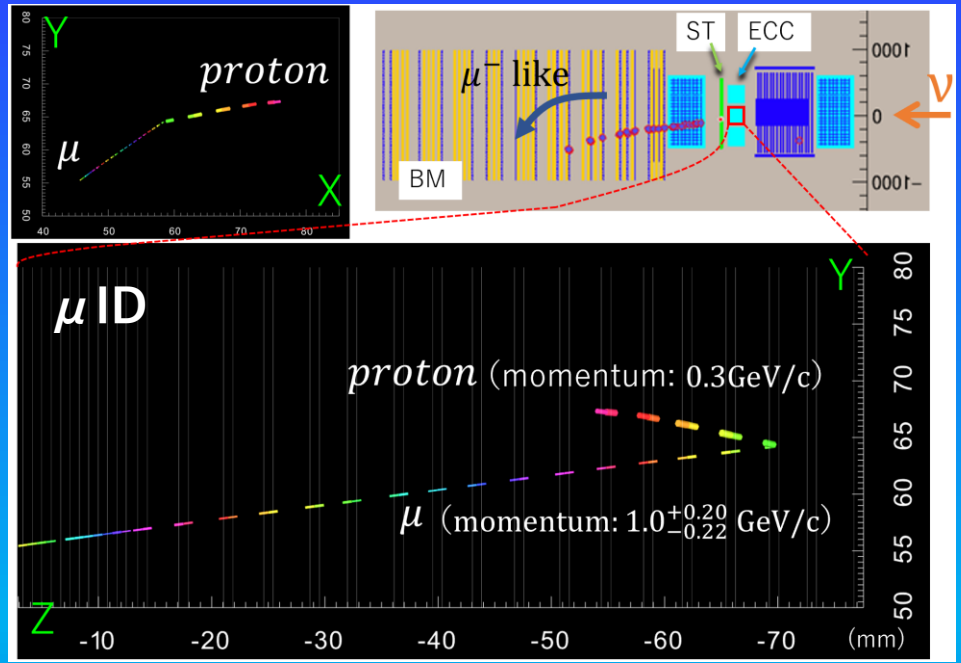 80
75
70
65
60
55
50
Y
proton
μ
X
40
50
60
70
80
ST
ECC
μ⁻ like
BM
ν
1000
0
-1000
μ ID
Y
80
75
70
65
60
55
50
proton (momentum: 0.3GeV/c)
μ (momentum: 1.0+0.20−0.22 GeV/c)
Z
-10
-20
-30
-40
-50
-60
-70
(mm)